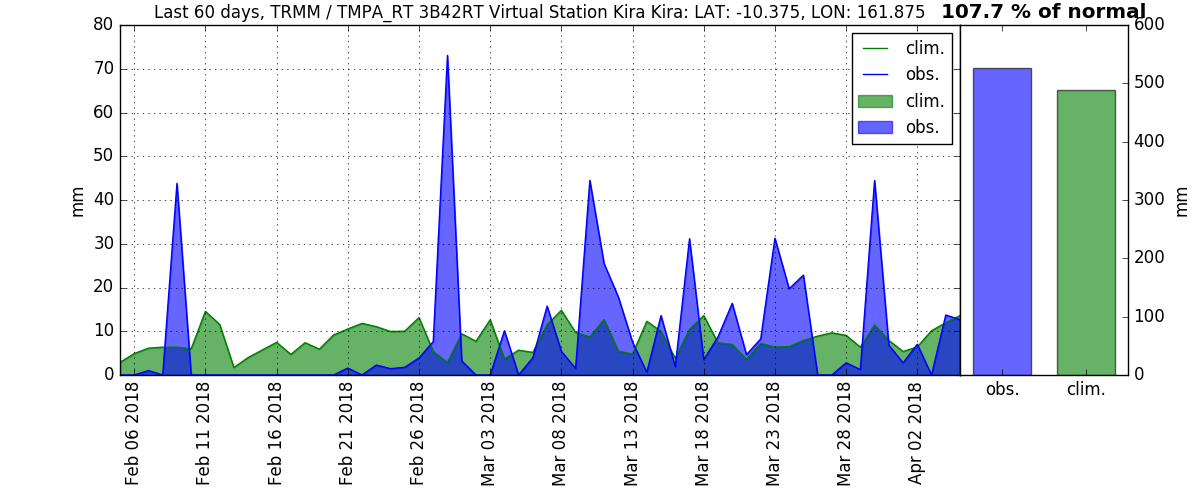 Last 60 days, TRMM / TMPA_RT 3B42RT Virtual Station Kira Kira: LAT: -10.375, LON: 161.875 107.7 % of normal
80
70
60
50
40
30
20
10
0
mm
clim.
obs.
clim.
obs.
600
500
400
300
200
100
0
mm
obs.
clim.
Feb 06 2018
Feb 11 2018
Feb 16 2018
Feb 21 2018
Feb 26 2018
Mar 03 2018
Mar 08 2018
Mar 13 2018
Mar 18 2018
Mar 23 2018
Mar 28 2018
Apr 02 2018